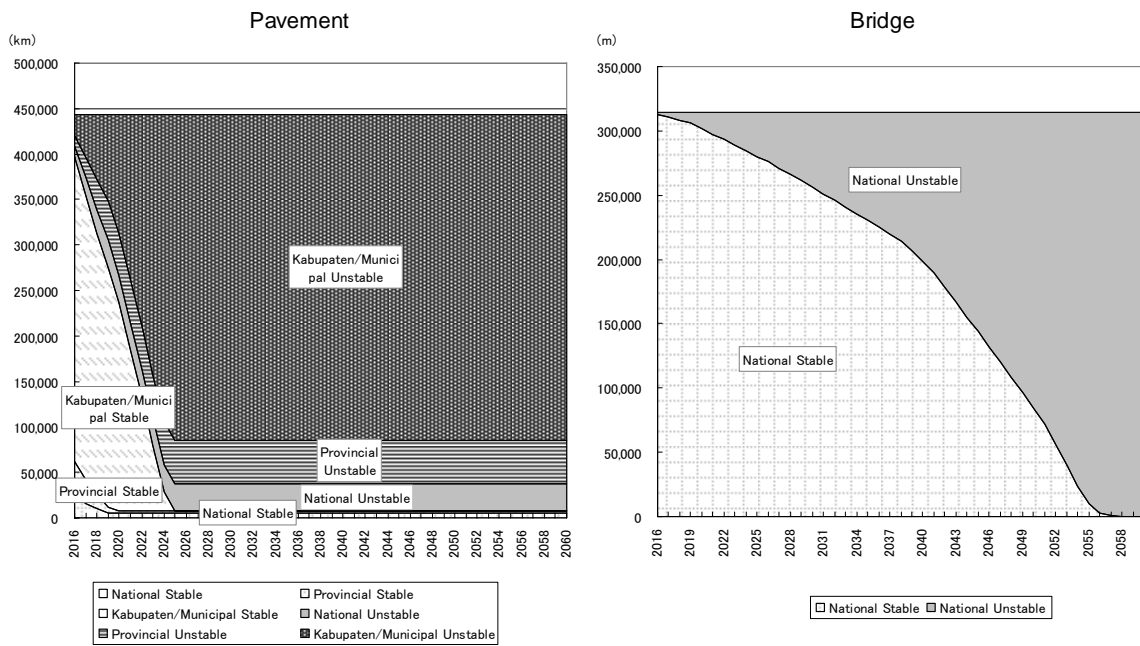 Pavement
(km)
500,000
450,000
400,000
350,000
300,000
250,000
200,000
150,000
100,000
50,000
0
Kabupaten/Munici
pal Unstable
Kabupaten/Munici
pal Stable
Provincial
Unstable
Provincial Stable
National Unstable
National Stable
2016 2018 2020 2022 2024 2026 2028 2030 2032 2034 2036 2038 2040 2042 2044 2046 2048 2050 2052 2054 2056 2058 2060
National Stable Provincial Stable
Kabupaten/Municipal Stable National Unstable
Provincial Unstable Kabupaten/Municipal Unstable
Bridge
(m)
350,000
300,000
250,000
200,000
150,000
100,000
50,000
0
National Unstable
National Stable
2016 2019 2022 2025 2028 2031 2034 2037 2040 2043 2046 2049 2052 2055 2058
National Stable National Unstable